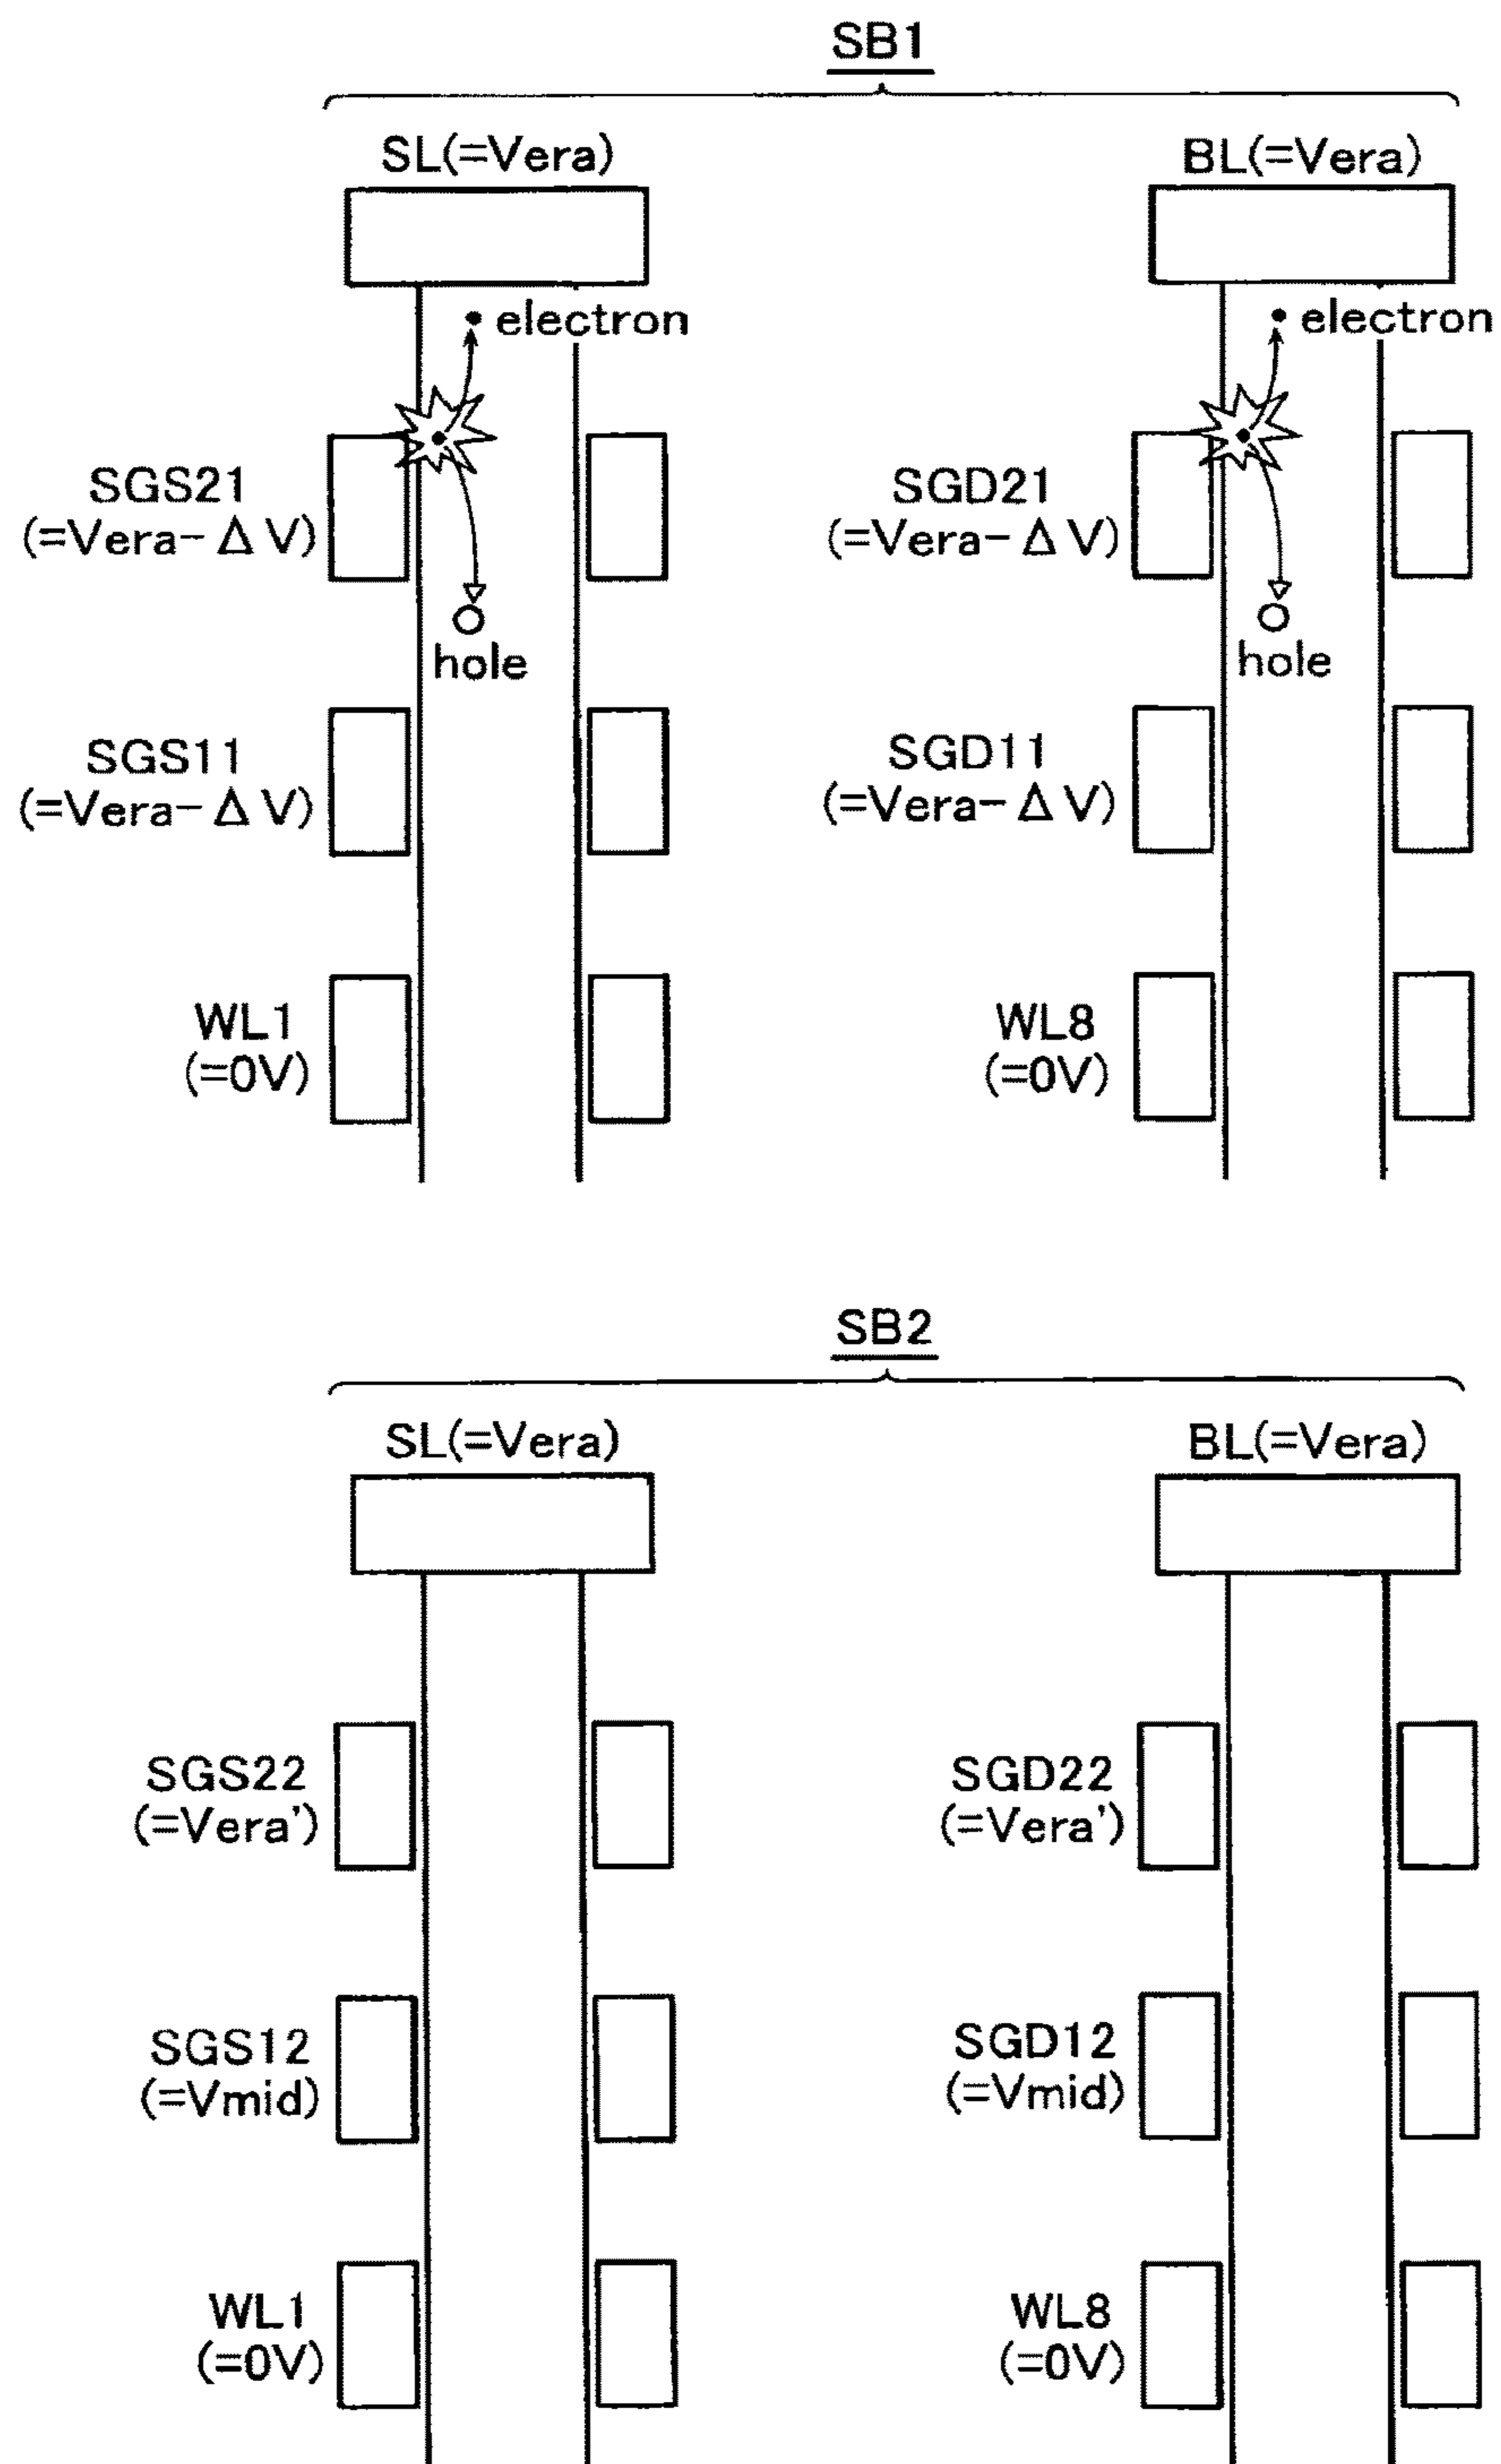 SB1
SL(=Vera)
BL(=Vera)
electron
electron
SGS21
(=Vera-ΔV)
SGD21
(=Vera-ΔV)
hole
hole
SGS11
(=Vera-ΔV)
SGD11
(=Vera-ΔV)
WL1
(=0V)
WL8
(=0V)
SB2
SL(=Vera)
BL(=Vera)
SGS22
(=Vera')
SGD22
(=Vera')
SGS12
(=Vmid)
SGD12
(=Vmid)
WL1
(=0V)
WL8
(=0V)